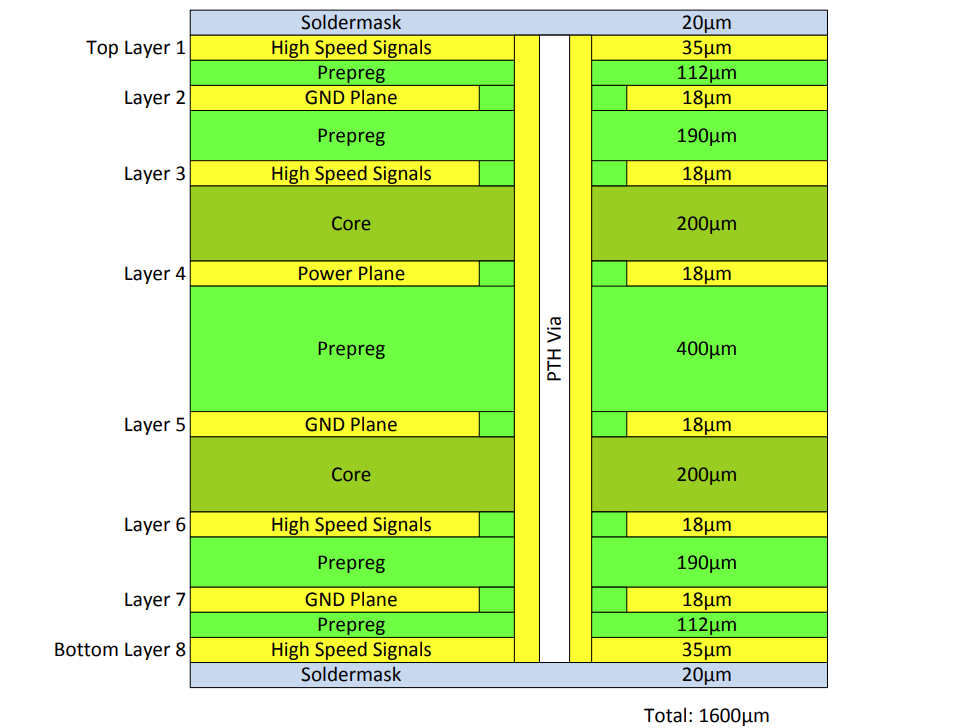 Soldermask 20µm
Top Layer 1 High Speed Signals 35µm
Prepreg 112µm
Layer 2 GND Plane 18µm
Prepreg 190µm
Layer 3 High Speed Signals 18µm
Core 200µm
Layer 4 Power Plane 18µm
PTH Via
Prepreg 400µm
Layer 5 GND Plane 18µm
Core 200µm
Layer 6 High Speed Signals 18µm
Prepreg 190µm
Layer 7 GND Plane 18µm
Prepreg 112µm
Bottom Layer 8 High Speed Signals 35µm
Soldermask 20µm
Total: 1600µm